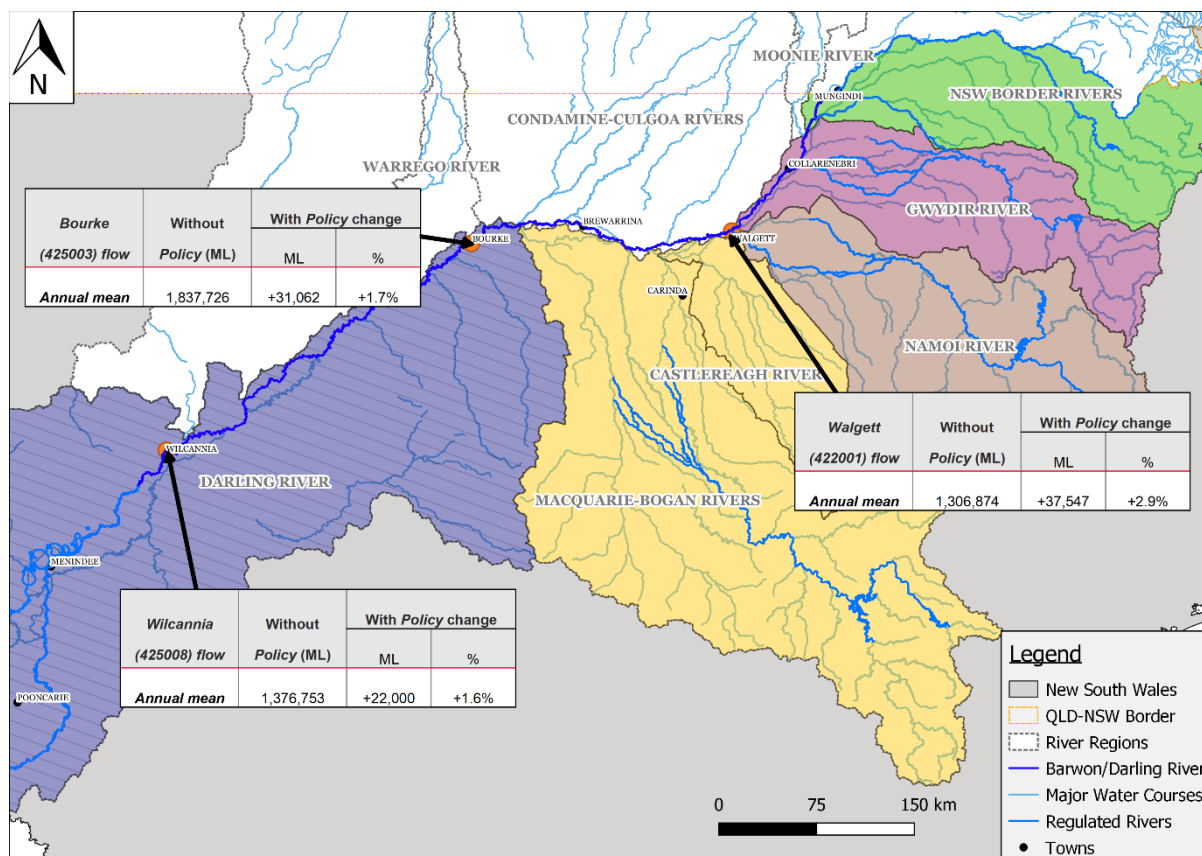 N
MOONIE RIVER
MUNGINDI
NSW BORDER RIVERS
CONDAMINE-CULGOA RIVERS
WARREGO RIVER
COLLARENEBRI
GWYDIR RIVER
Bourke
(425003) flow
Without
Policy (ML)
With Policy change
ML
%
Annual mean
1,837,726
+31,062
+1.7%
BREWARRINA
BOURKE
WALGETT
CARINDA
NAMOI RIVER
CASTLEREAGH RIVER
Walgett
(422001) flow
Without
Policy (ML)
With Policy change
ML
%
Annual mean
1,306,874
+37,547
+2.9%
WILCANNIA
DARLING RIVER
MACQUARIE-BOGAN RIVERS
MENINDEE
Wilcannia
(425008) flow
Without
Policy (ML)
With Policy change
ML
%
Annual mean
1,376,753
+22,000
+1.6%
POONCARIE
0 75 150 km
Legend
New South Wales
QLD-NSW Border
River Regions
Barwon/Darling River
Major Water Courses
Regulated Rivers
Towns